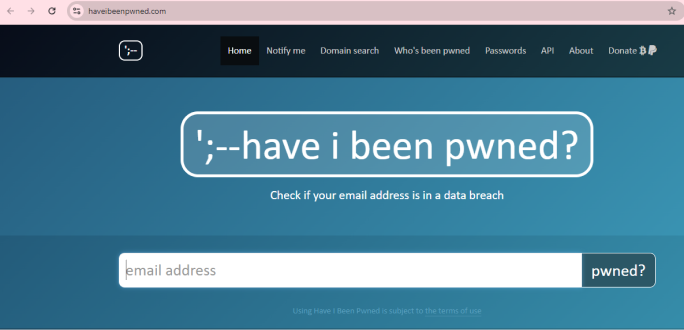 haveibeenpwned.com
';--
Home Notify me Domain search Who's been pwned Passwords API About Donate
';--have i been pwned?
Check if your email address is in a data breach
email address
pwned?
Using Have I Been Pwned is subject to the terms of use